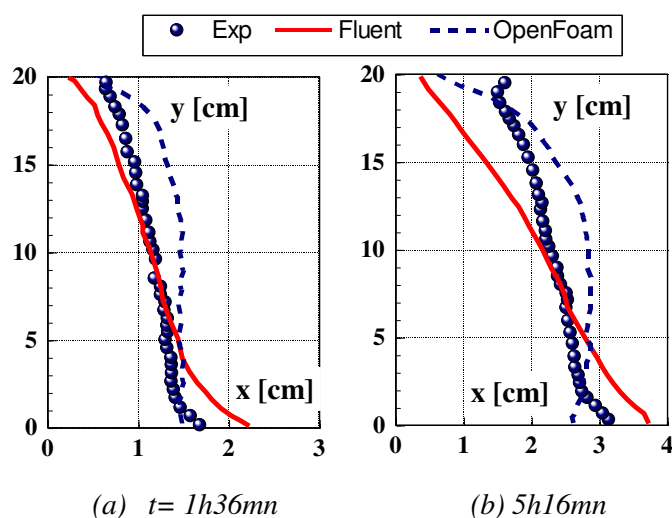 Exp Fluent OpenFoam
20
15
10
5
0
y [cm]
x [cm]
0 1 2 3
20
15
10
5
0
y [cm]
x [cm]
0 1 2 3 4
(a) t= 1h36mn
(b) 5h16mn